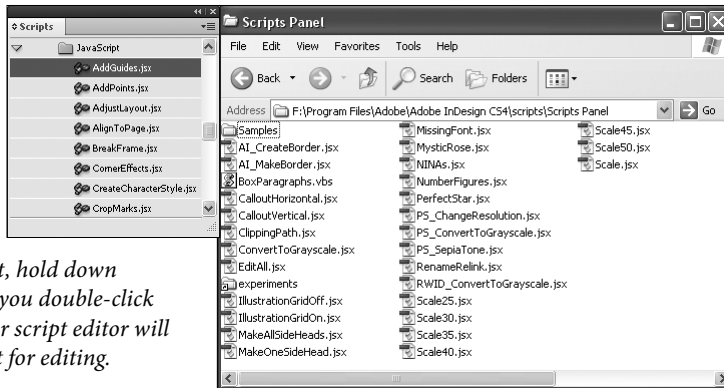 Scripts
JavaScript
AddGuides.jsx
AddPoints.jsx
AdjustLayout.jsx
AlignToPage.jsx
BreakFrame.jsx
CornerEffects.jsx
CreateCharacterStyle.jsx
CropMarks.jsx
t, hold down
you double-click
r script editor will
t for editing.
Scripts Panel
File Edit View Favorites Tools Help
Back Search Folders
Address F:\Program Files\Adobe\Adobe InDesign CS4\scripts\Scripts Panel Go
Samples
AI_CreateBorder.jsx
AI_MakeBorder.jsx
BoxParagraphs.vbs
CalloutHorizontal.jsx
CalloutVertical.jsx
ClippingPath.jsx
ConvertToGrayscale.jsx
EditAll.jsx
experiments
IllustrationGridOff.jsx
IllustrationGridOn.jsx
MakeAllSideHeads.jsx
MakeOneSideHead.jsx
MissingFont.jsx
MysticRose.jsx
NINAs.jsx
NumberFigures.jsx
PerfectStar.jsx
PS_ChangeResolution.jsx
PS_ConvertToGrayscale.jsx
PS_SepiaTone.jsx
RenameRelink.jsx
RWID_ConvertToGrayscale.jsx
Scale25.jsx
Scale30.jsx
Scale35.jsx
Scale40.jsx
Scale45.jsx
Scale50.jsx
Scale.jsx